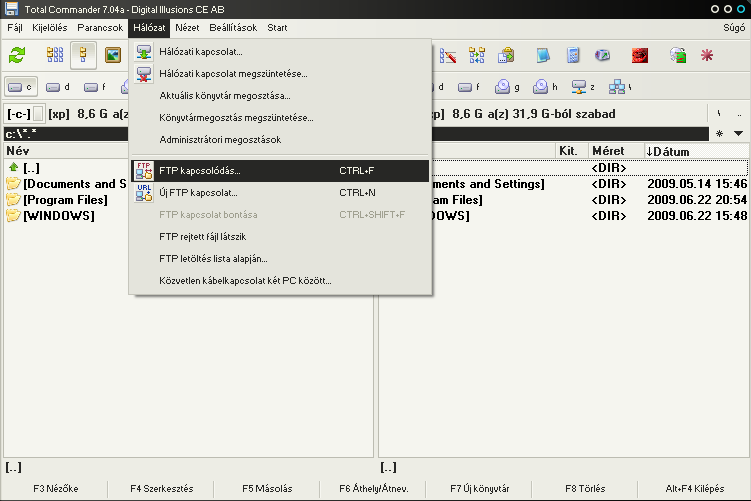 Total Commander 7.04a - Digital Illusions CE AB
Fájl Kijelölés Parancsok Hálózat Nézet Beállítások Start Súgó
Hálózati kapcsolat...
Hálózati kapcsolat megszüntetése...
Aktuális könyvtár megosztása...
Könyvtármegosztás megszüntetése...
Adminisztrátori megosztások
FTP kapcsolódás... CTRL+F
Új FTP kapcsolat... CTRL+N
FTP kapcsolat bontása CTRL+SHIFT+F
FTP rejtett fájl látszik
FTP letöltés lista alapján...
Közvetlen kábelkapcsolat két PC között...
FTP
URL
c d f d f g h z
[-c-] [xp] 8,6 G a(z) 8,6 G a(z) 31,9 G-ból szabad \ ..
c:\*.* * ▼
Név Kit. Méret ↓Dátum
[..] <DIR>
[Documents and S ments and Settings] <DIR> 2009.05.14 15:46
[Program Files] am Files] <DIR> 2009.06.22 20:54
[WINDOWS] OWS] <DIR> 2009.06.22 15:48
[..] [..]
F3 Nézőke F4 Szerkesztés F5 Másolás F6 Áthely/Átnev. F7 Új könyvtár F8 Törlés Alt+F4 Kilépés